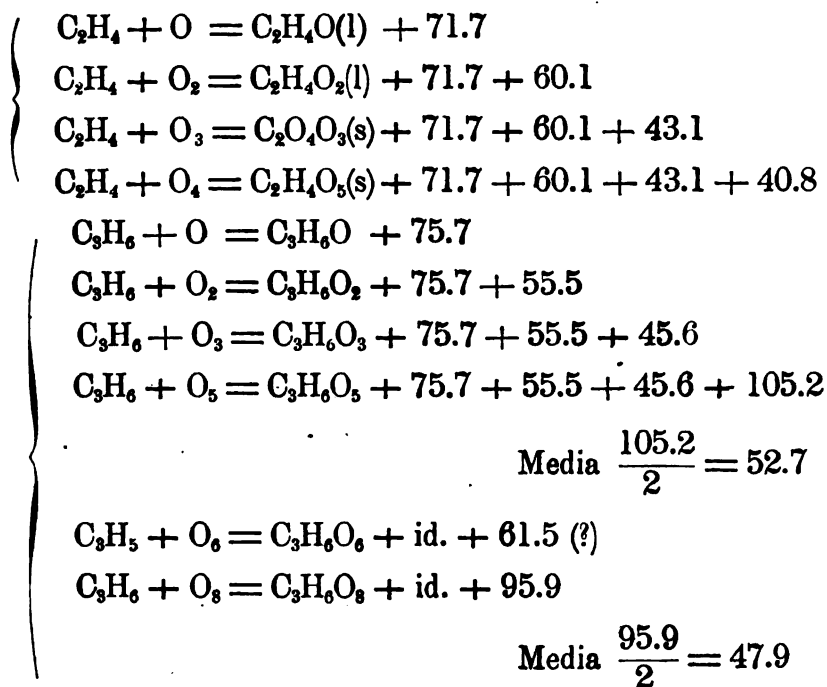 C₂H₄ + O = C₂H₄O(l) + 71.7
C₂H₄ + O₂ = C₂H₄O₂(l) + 71.7 + 60.1
C₂H₄ + O₃ = C₂O₄O₃(s) + 71.7 + 60.1 + 43.1
C₂H₄ + O₄ = C₂H₄O₅(s) + 71.7 + 60.1 + 43.1 + 40.8
C₃H₆ + O = C₃H₆O + 75.7
C₃H₆ + O₂ = C₃H₆O₂ + 75.7 + 55.5
C₃H₆ + O₃ = C₃H₆O₃ + 75.7 + 55.5 + 45.6
C₃H₆ + O₅ = C₃H₆O₅ + 75.7 + 55.5 + 45.6 + 105.2
Media 105.2/2 = 52.7
C₃H₅ + O₆ = C₃H₆O₆ + id. + 61.5 (?)
C₃H₆ + O₈ = C₃H₆O₈ + id. + 95.9
Media 95.9/2 = 47.9